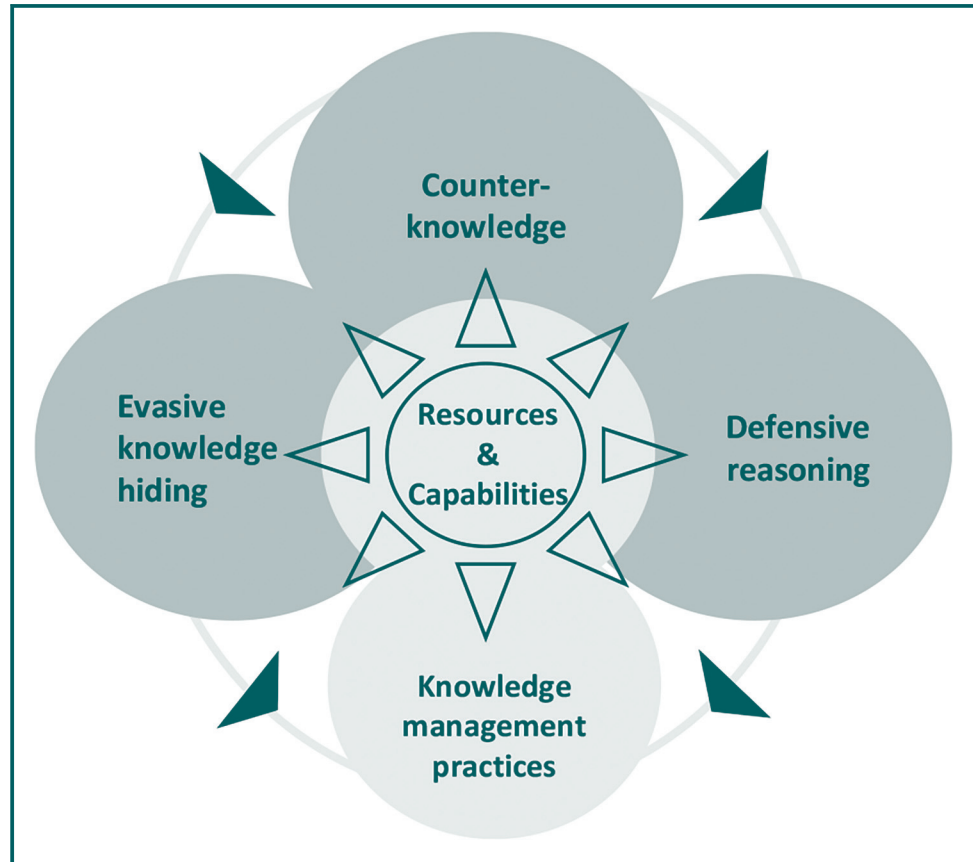 Counter-
knowledge
Evasive
knowledge
hiding
Resources
&
Capabilities
Defensive
reasoning
Knowledge
management
practices